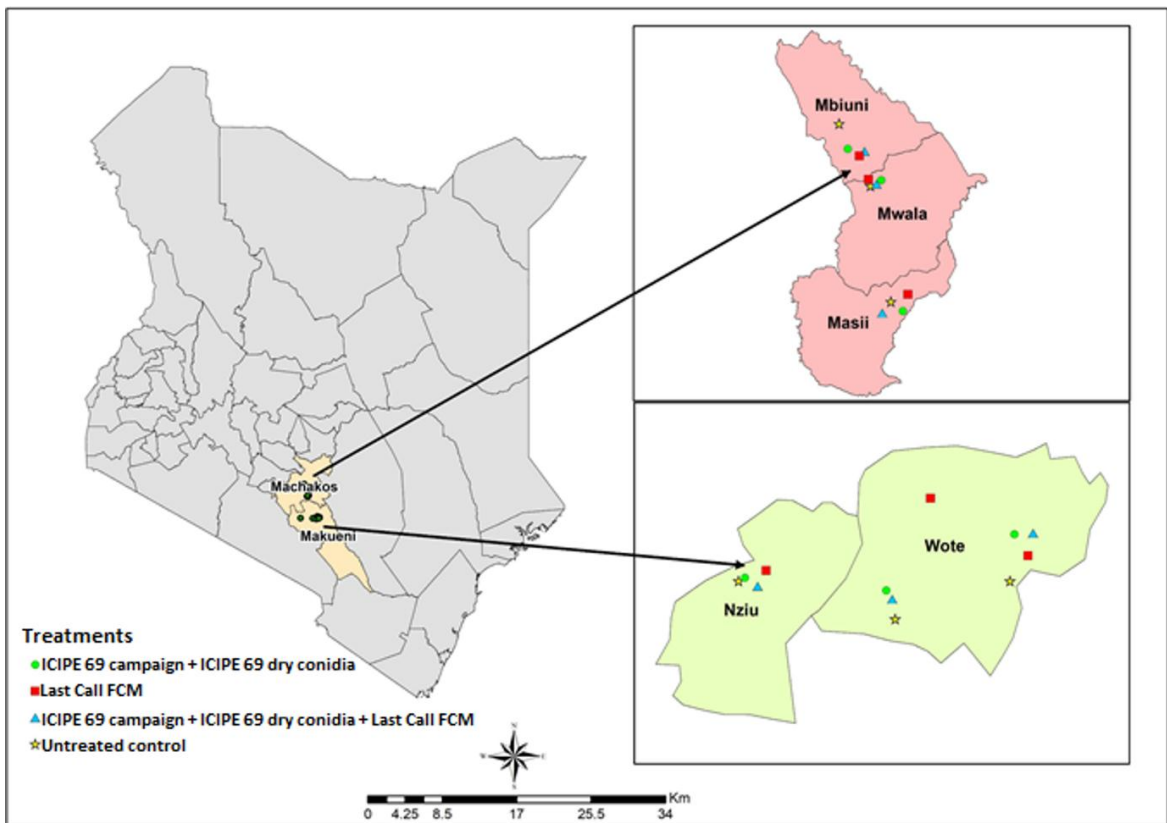 Mbiuni
Mwala
Masii
Machakos
Makueni
Wote
Nziu
Treatments
ICIPE 69 campaign + ICIPE 69 dry conidia
Last Call FCM
ICIPE 69 campaign + ICIPE 69 dry conidia + Last Call FCM
Untreated control
N
W E
S
Km
0 4.25 8.5 17 25.5 34